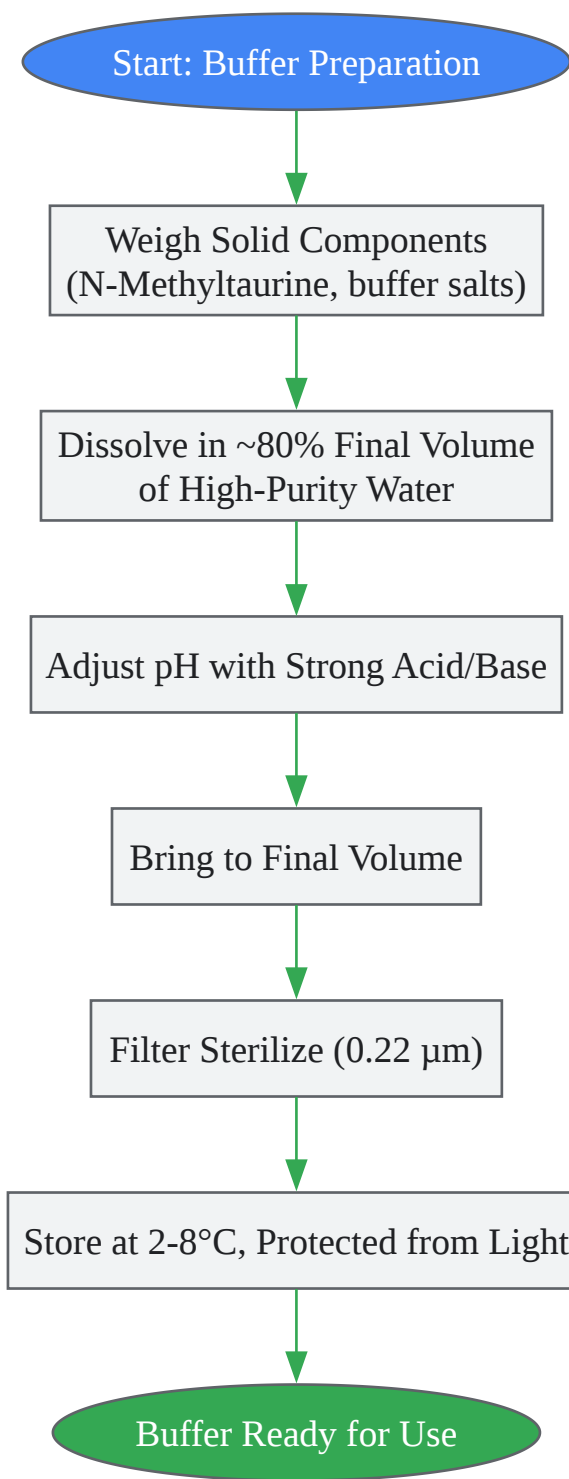 Start: Buffer Preparation
Weigh Solid Components
(N-Methyltaurine, buffer salts)
Dissolve in ~80% Final Volume
of High-Purity Water
Adjust pH with Strong Acid/Base
Bring to Final Volume
Filter Sterilize (0.22 µm)
Store at 2-8°C, Protected from Light
Buffer Ready for Use